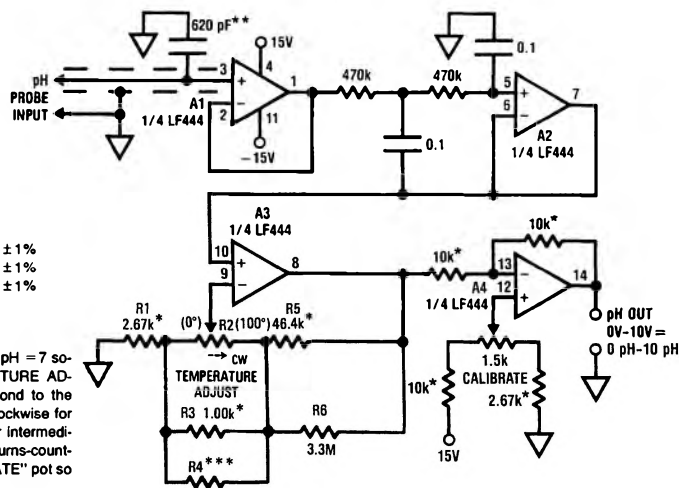 620 pF**
15V
4
pH
3
+
1
470k
470k
0.1
5
+
7
PROBE
INPUT
A1
1/4 LF444
2
−
11
−15V
0.1
6
−
A2
1/4 LF444
A3
1/4 LF444
10
+
8
9
−
10k*
10k*
13
−
14
A4
12
+
1/4 LF444
pH OUT
0V-10V =
0 pH-10 pH
±1%
±1%
±1%
R1
2.67k*
(0°)
R2
(100°)
R5
46.4k*
→ CW
TEMPERATURE
ADJUST
R3 1.00k*
R6
3.3M
R4***
10k*
1.5k
CALIBRATE
2.67k*
15V
pH = 7 so-
TURE AD-
ond to the
ockwise for
r intermedi-
urns-count-
ATE" pot so